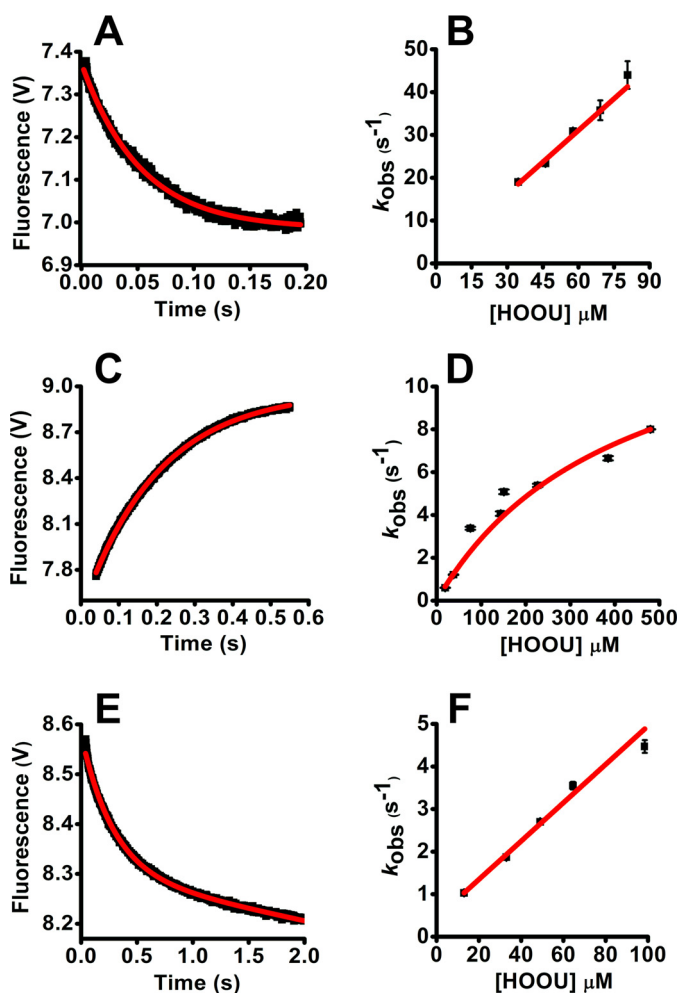 A
Fluorescence (V)
7.4
7.3
7.2
7.1
7.0
6.9
0.00 0.05 0.10 0.15 0.20
Time (s)
B
kobs (s-1)
50
40
30
20
10
0
0 15 30 45 60 75 90
[HOOU] μM
C
Fluorescence (V)
9.0
8.7
8.4
8.1
7.8
0.0 0.1 0.2 0.3 0.4 0.5 0.6
Time (s)
D
kobs (s-1)
10
8
6
4
2
0
0 100 200 300 400 500
[HOOU] μM
E
Fluorescence (V)
8.6
8.5
8.4
8.3
8.2
0.0 0.5 1.0 1.5 2.0
Time (s)
F
kobs (s-1)
5
4
3
2
1
0
0 20 40 60 80 100
[HOOU] μM